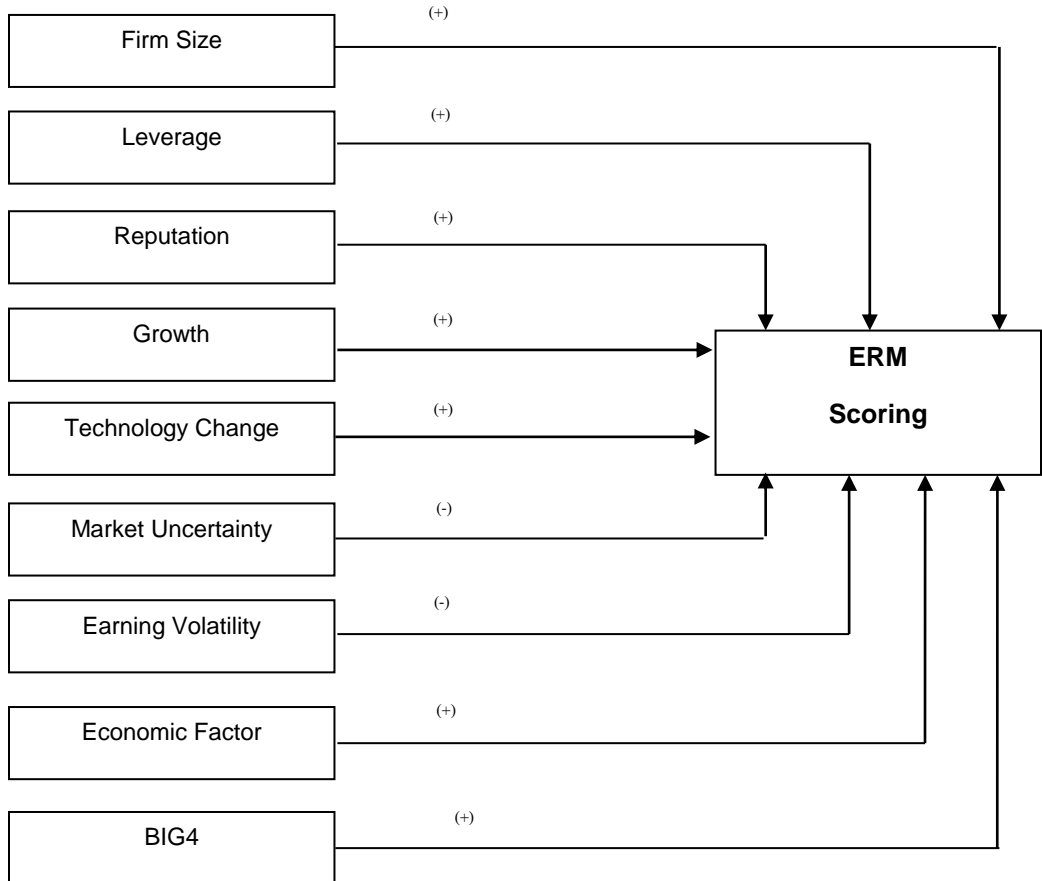 (+)
Firm Size
(+)
Leverage
(+)
Reputation
(+)
Growth
ERM
Scoring
(+)
Technology Change
(-)
Market Uncertainty
(-)
Earning Volatility
(+)
Economic Factor
(+)
BIG4